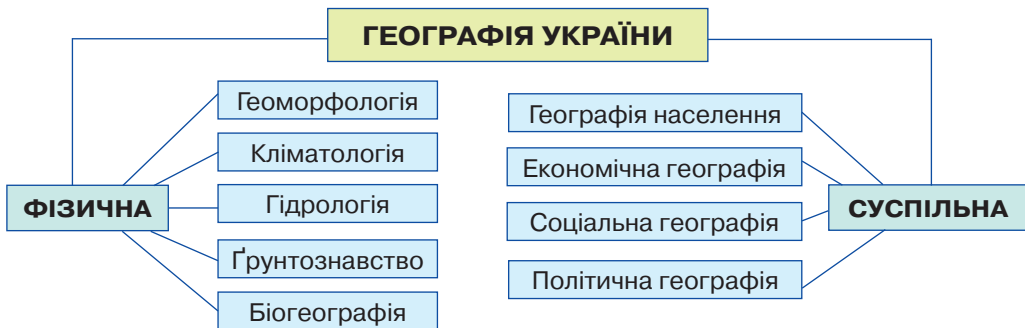 ГЕОГРАФІЯ УКРАЇНИ
ФІЗИЧНА
Геоморфологія
Кліматологія
Гідрологія
Ґрунтознавство
Біогеографія
СУСПІЛЬНА
Географія населення
Економічна географія
Соціальна географія
Політична географія